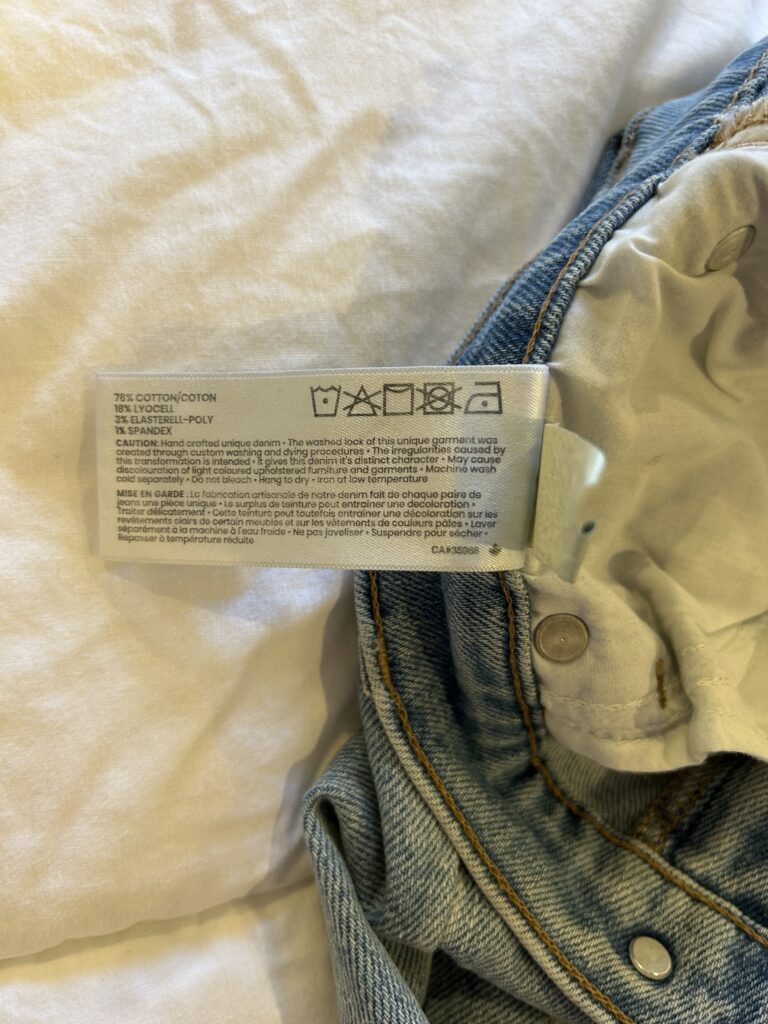 78% COTTON/COTON
18% LYOCELL
3% ELASTERELL-POLY
1% SPANDEX
CAUTION: Hand crafted unique denim • The washed look of this unique garment was
created through custom washing and dying procedures • The irregularities caused by
this transformation is intended • It gives this denim it's distinct character • May cause
discolouration of light coloured upholstered furniture and garments • Machine wash
cold separately • Do not bleach • Hang to dry • Iron at low temperature
MISE EN GARDE : La fabrication artisanale de notre denim fait de chaque paire de
jeans une pièce unique • Le surplus de teinture peut entraîner une décoloration •
Traiter délicatement • Cette teinture peut toutefois entraîner une décoloration sur les
revêtements clairs de certain meubles et sur les vêtements de couleurs pâles • Laver
séparément à la machine à l'eau froide • Ne pas javeliser • Suspendre pour sécher •
Repasser à température réduite
CA#35988